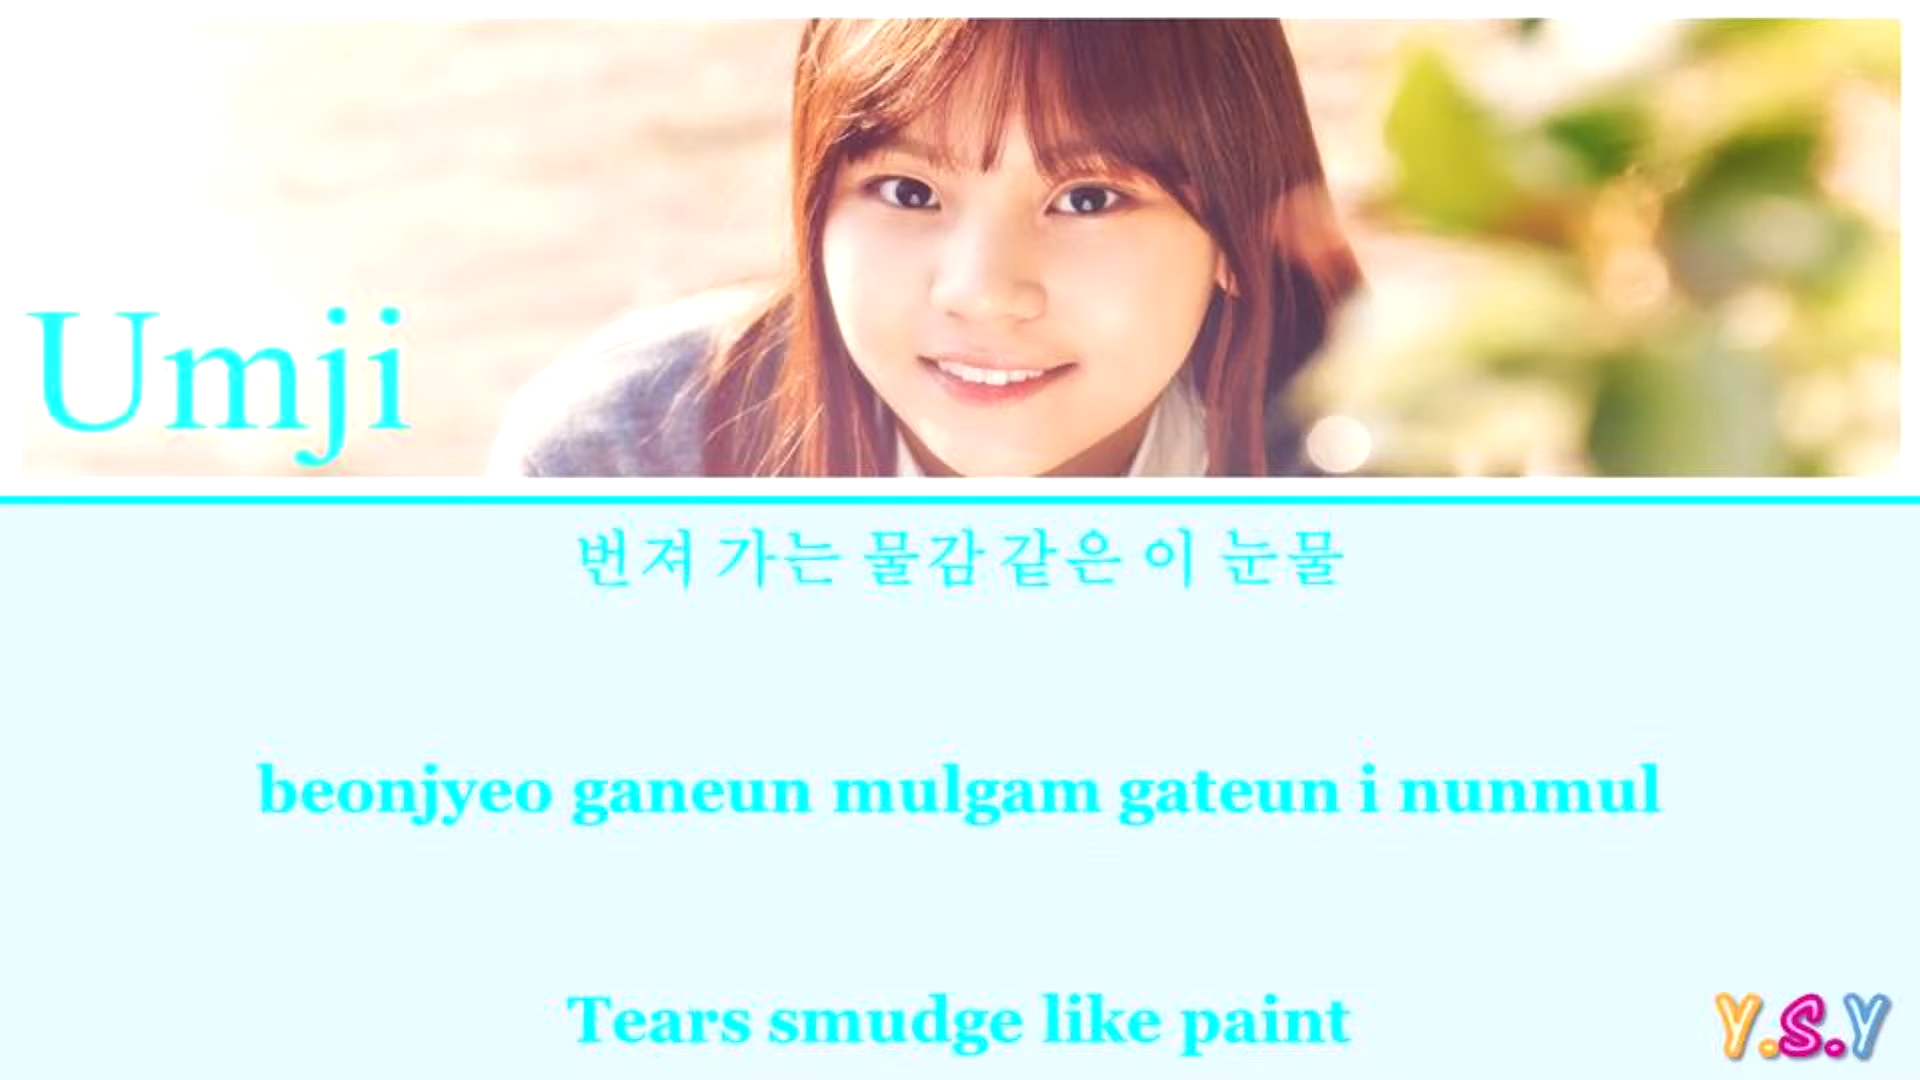 Umji
번져 가는 물감 같은 이 눈물
beonjyeo ganeun mulgam gateun i nunmul
Tears smudge like paint
Y.S.Y